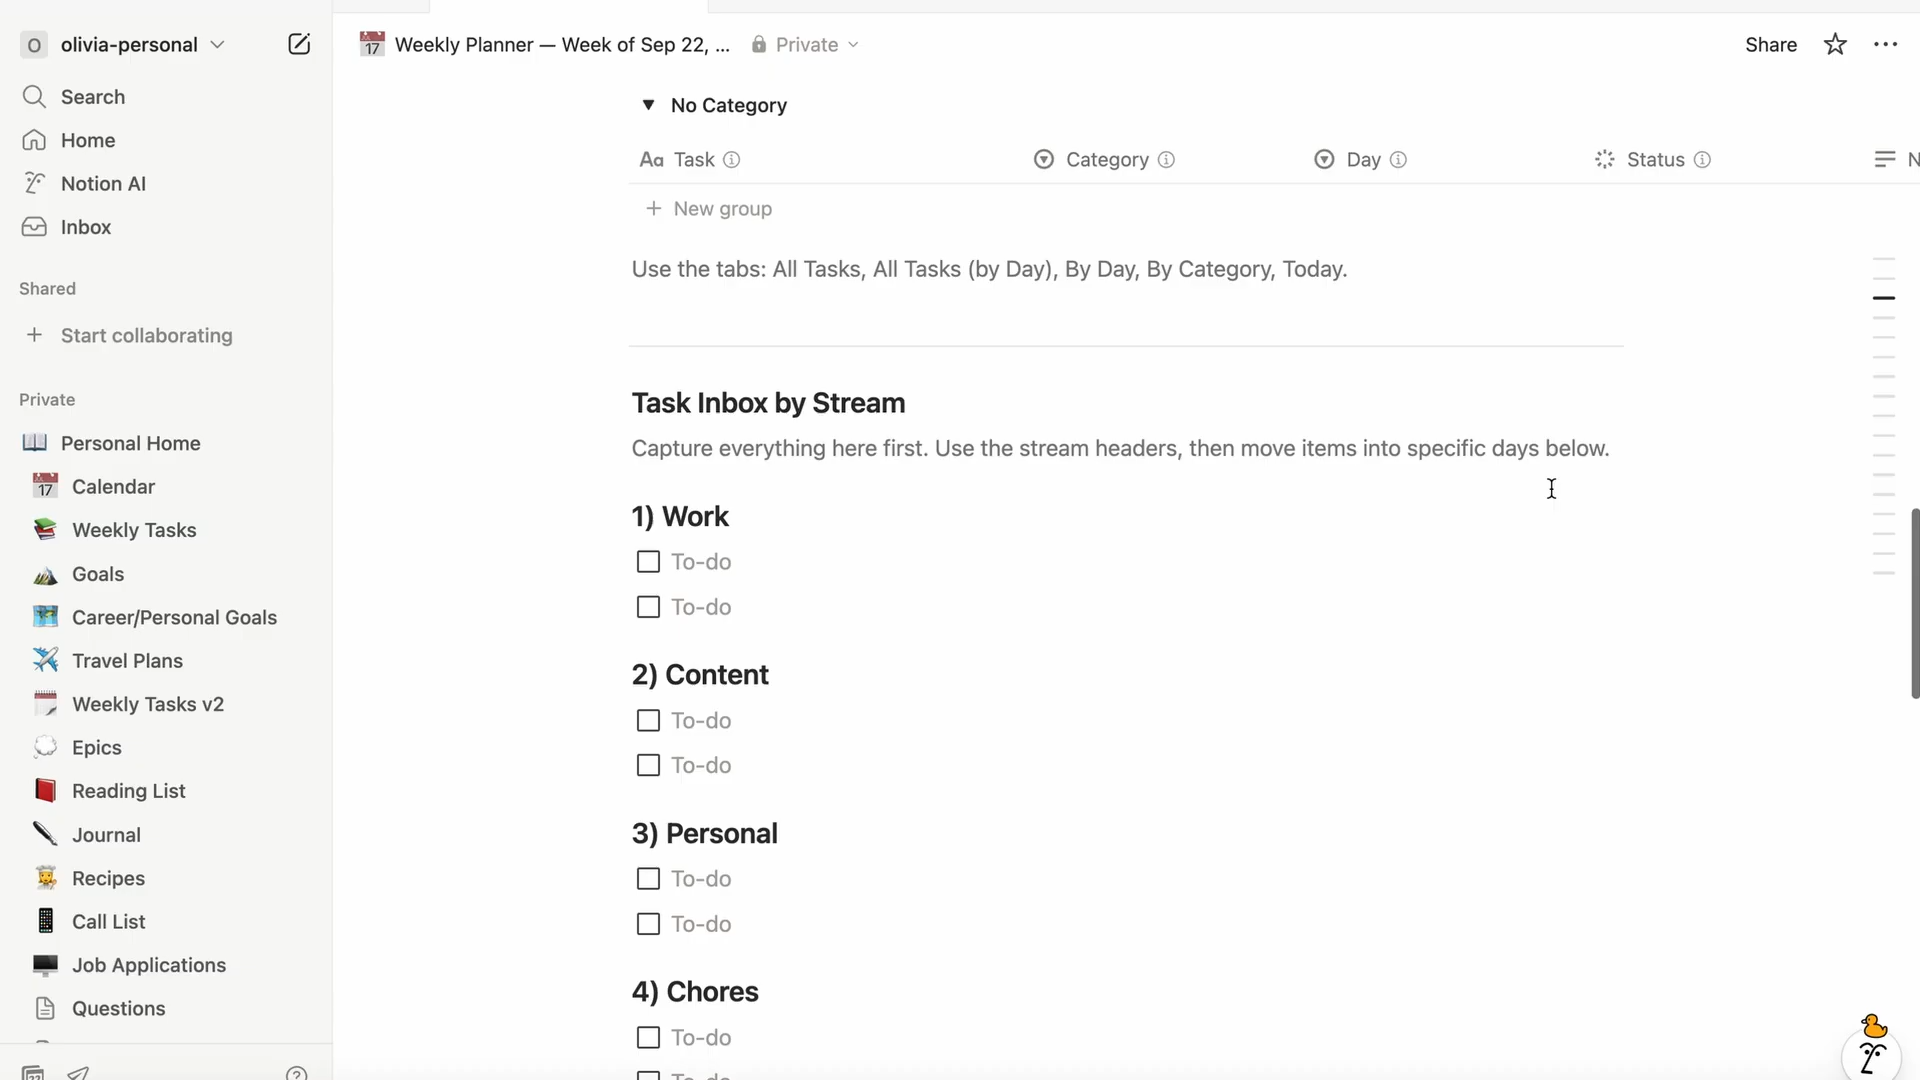 O olivia-personal
Search
Home
Notion AI
Inbox
Shared
Start collaborating
Private
Personal Home
17 Calendar
Weekly Tasks
Goals
Career/Personal Goals
Travel Plans
Weekly Tasks v2
Epics
Reading List
Journal
Recipes
Call List
Job Applications
Questions
17 Weekly Planner — Week of Sep 22, ... Private
Share
No Category
Aa Task Category Day Status N
New group
Use the tabs: All Tasks, All Tasks (by Day), By Day, By Category, Today.
Task Inbox by Stream
Capture everything here first. Use the stream headers, then move items into specific days below.
1) Work
To-do
To-do
2) Content
To-do
To-do
3) Personal
To-do
To-do
4) Chores
To-do
To-do